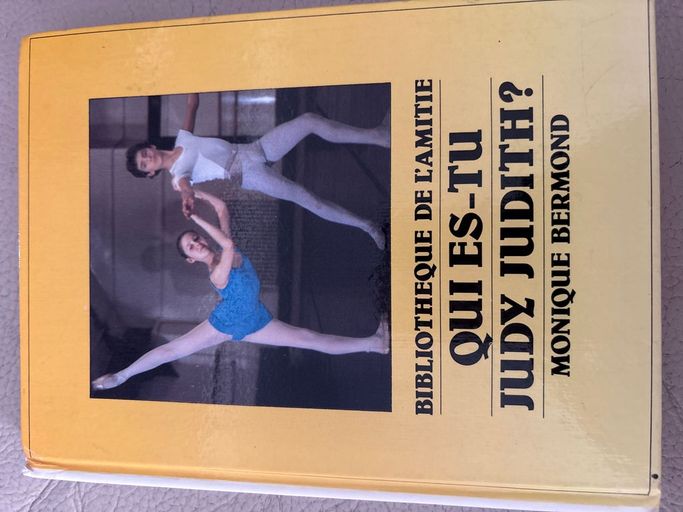 BIBLIOTHEQUE DE L'AMITIE
QUI ES-TU
JUDY JUDITH?
MONIQUE BERMOND